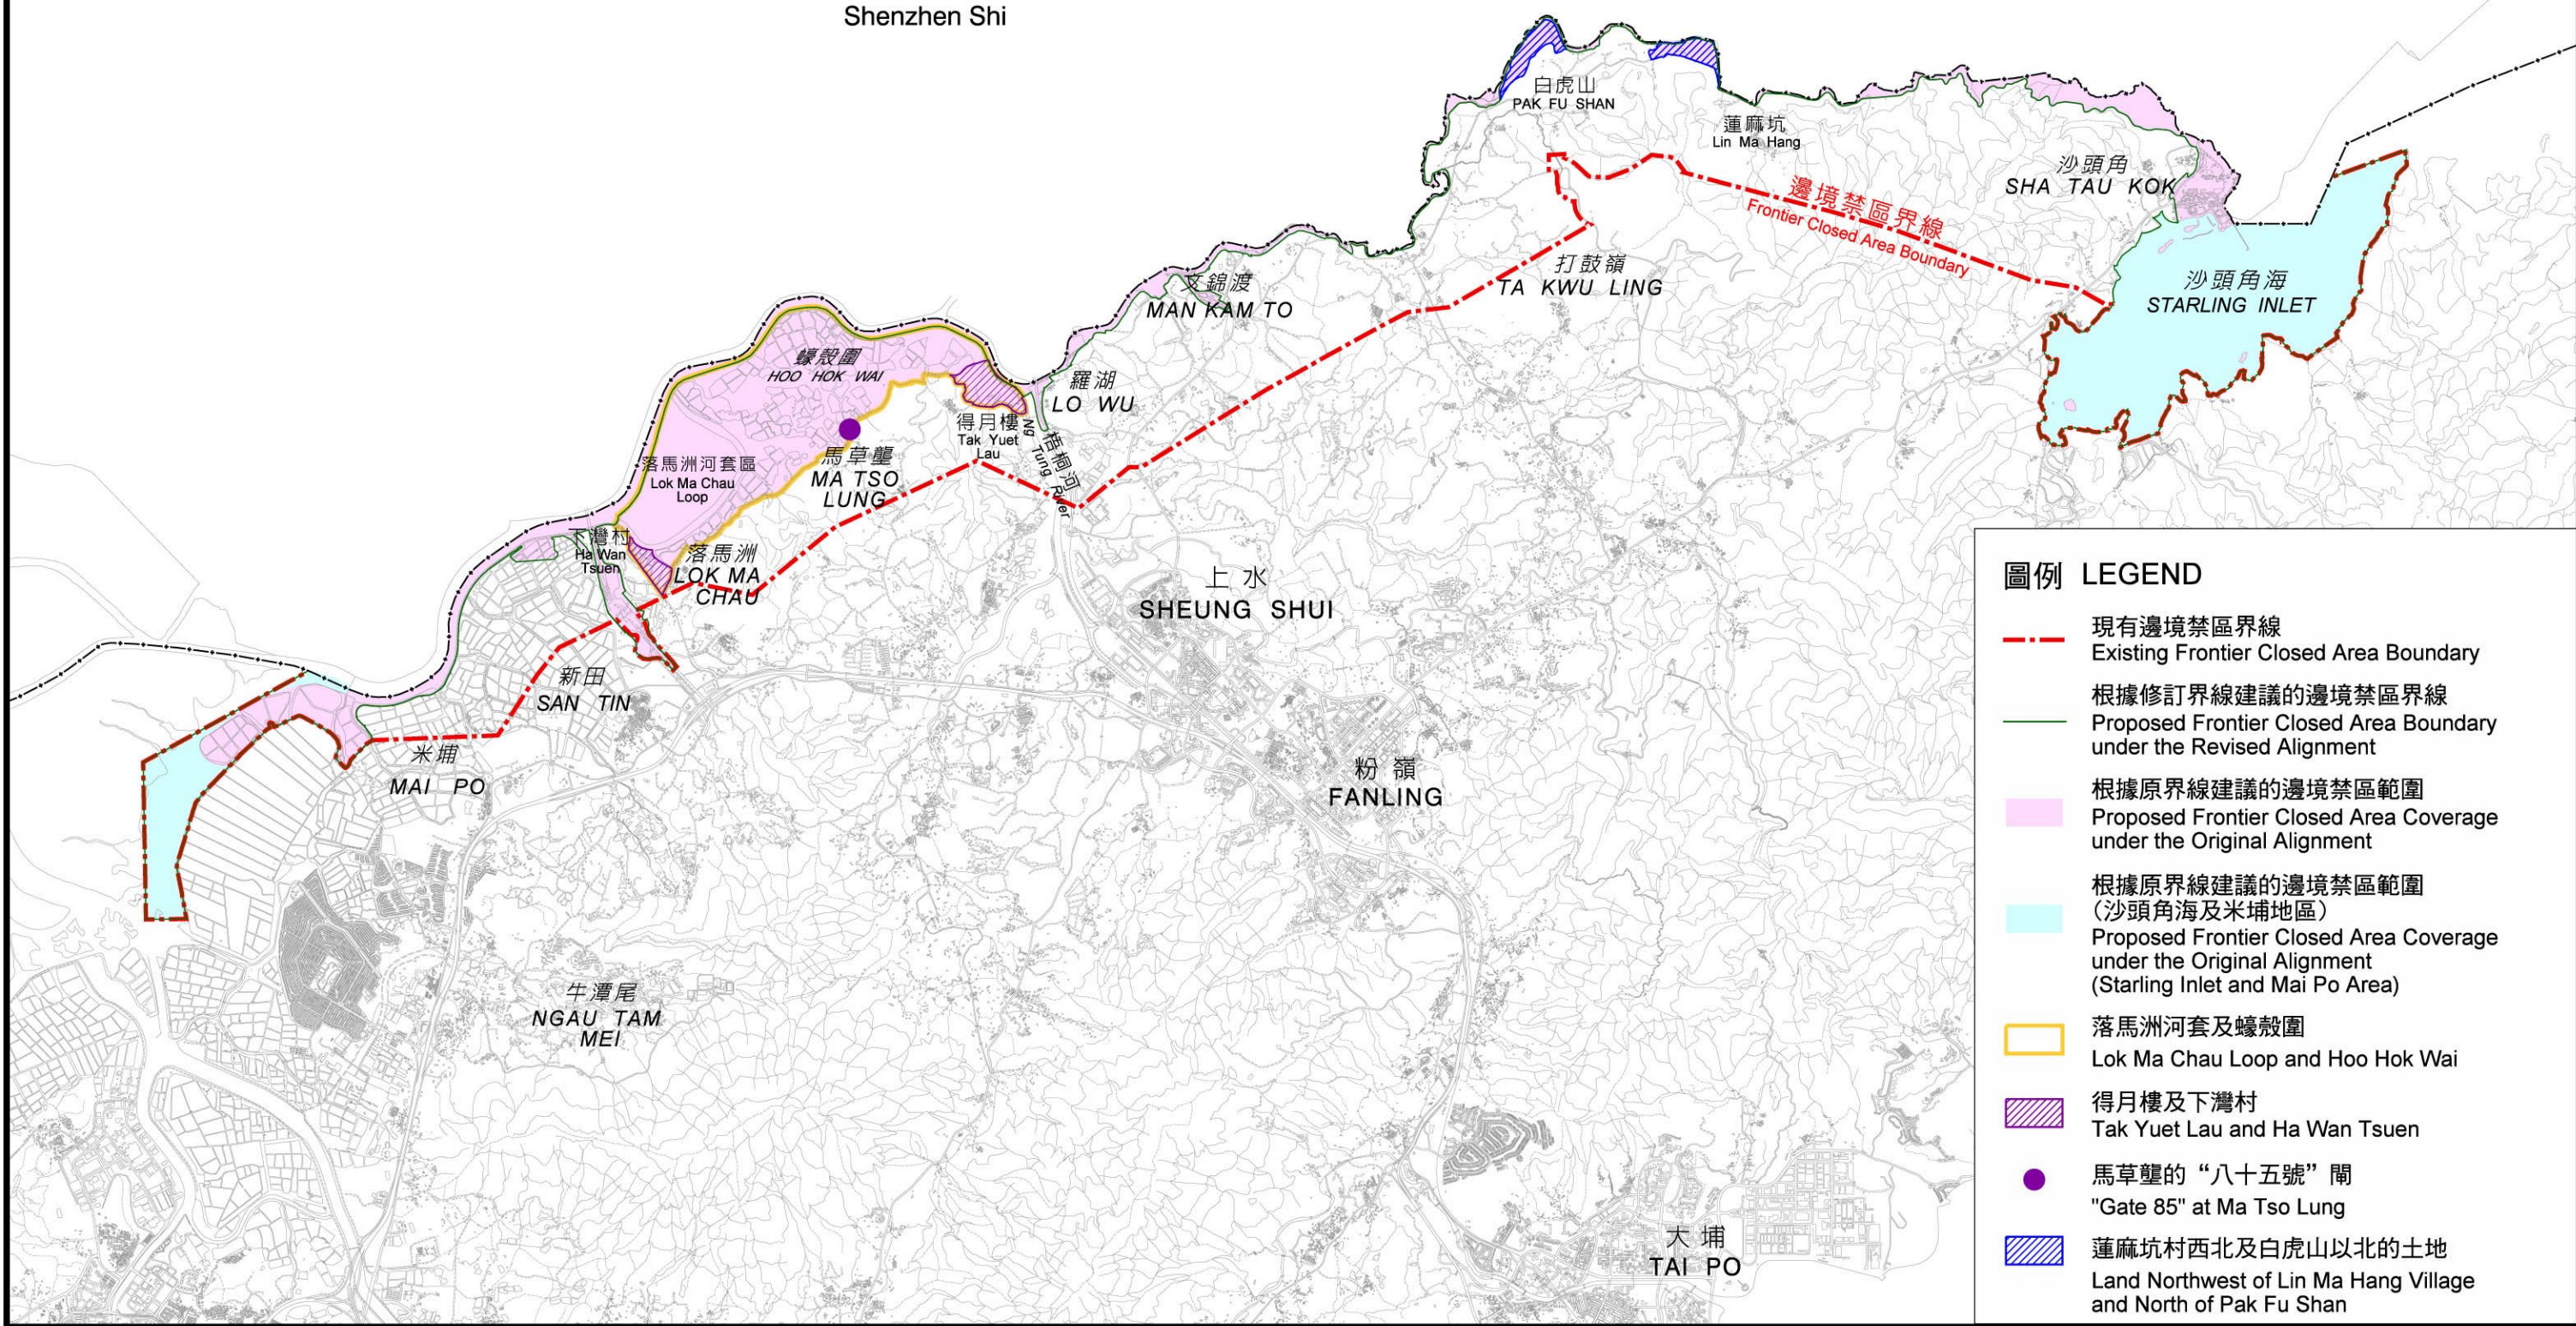 Shenzhen Shi
白虎山
PAK FU SHAN
蓮麻坑
Lin Ma Hang
沙頭角
SHA TAU KOK
邊境禁區界線
Frontier Closed Area Boundary
沙頭角海
STARLING INLET
打鼓嶺
TA KWU LING
文錦渡
MAN KAM TO
蠔殼圍
HOO HOK WAI
羅湖
LO WU
得月樓
Tak Yuet
Lau
梧桐河
Ng Tung River
馬草壟
MA TSO
LUNG
落馬洲河套區
Lok Ma Chau
Loop
下灣村
Ha Wan
Tsuen
落馬洲
LOK MA
CHAU
上水
SHEUNG SHUI
新田
SAN TIN
米埔
MAI PO
粉嶺
FANLING
牛潭尾
NGAU TAM
MEI
大埔
TAI PO
圖例 LEGEND
現有邊境禁區界線
Existing Frontier Closed Area Boundary
根據修訂界線建議的邊境禁區界線
Proposed Frontier Closed Area Boundary
under the Revised Alignment
根據原界線建議的邊境禁區範圍
Proposed Frontier Closed Area Coverage
under the Original Alignment
根據原界線建議的邊境禁區範圍
（沙頭角海及米埔地區）
Proposed Frontier Closed Area Coverage
under the Original Alignment
(Starling Inlet and Mai Po Area)
落馬洲河套及蠔殼圍
Lok Ma Chau Loop and Hoo Hok Wai
得月樓及下灣村
Tak Yuet Lau and Ha Wan Tsuen
馬草壟的“八十五號”閘
"Gate 85" at Ma Tso Lung
蓮麻坑村西北及白虎山以北的土地
Land Northwest of Lin Ma Hang Village
and North of Pak Fu Shan